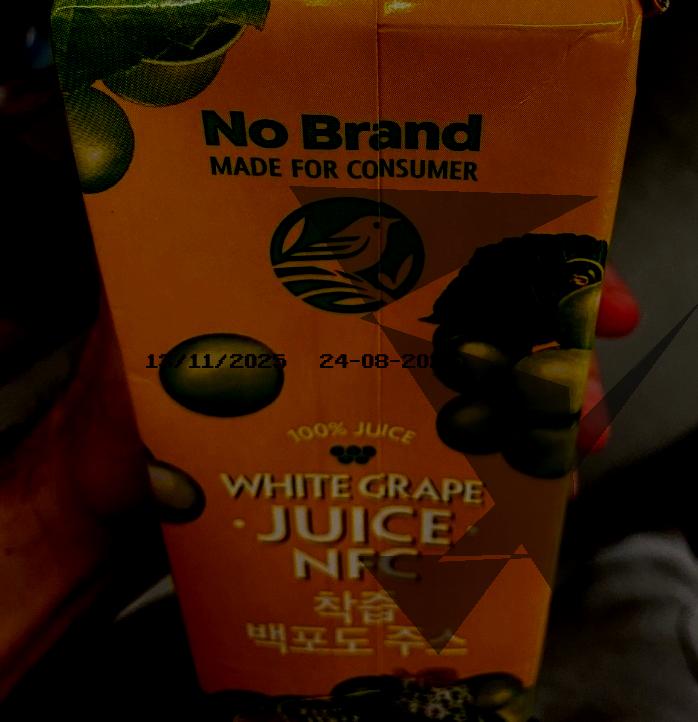 No Brand
MADE FOR CONSUMER
100% JUICE
WHITE GRAPE
· JUICE ·
NFC
착즙
백포도 주스